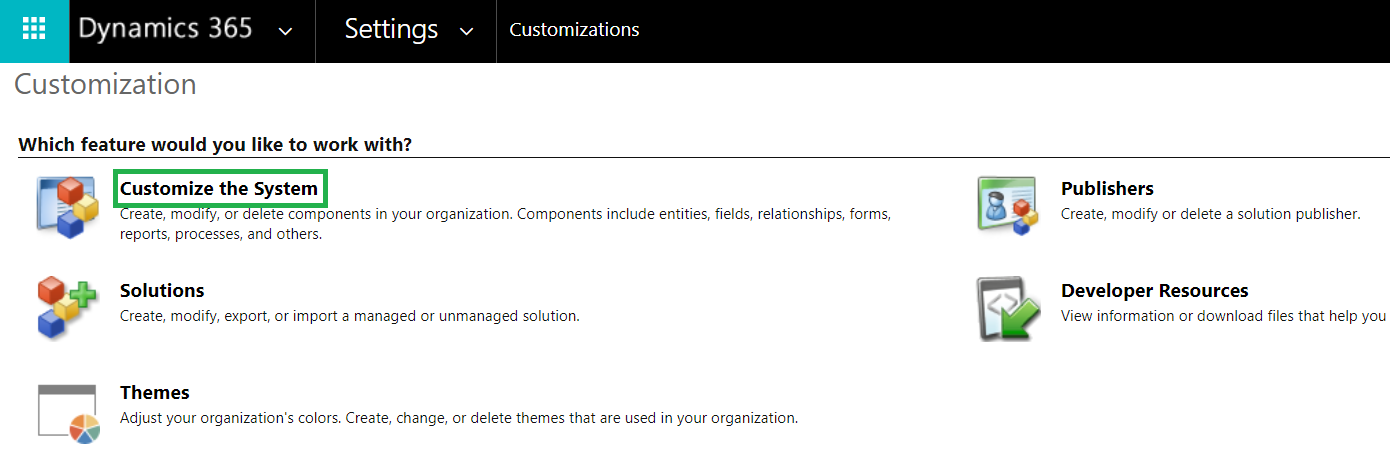 Dynamics 365 Settings Customizations
Customization
Which feature would you like to work with?
Customize the System
Create, modify, or delete components in your organization. Components include entities, fields, relationships, forms,
reports, processes, and others.
Publishers
Create, modify or delete a solution publisher.
Solutions
Create, modify, export, or import a managed or unmanaged solution.
Developer Resources
View information or download files that help you
Themes
Adjust your organization's colors. Create, change, or delete themes that are used in your organization.